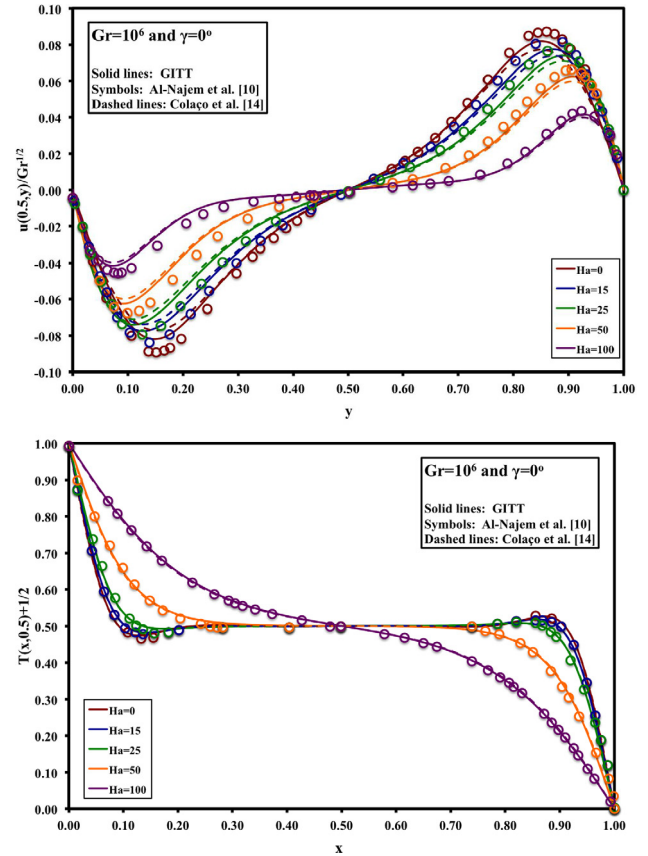 Gr=10⁶ and γ=0ᵒ
Solid lines: GITT
Symbols: Al-Najem et al. [10]
Dashed lines: Colaço et al. [14]
0.10
0.08
0.06
0.04
0.02
0.00
-0.02
-0.04
-0.06
-0.08
-0.10
u(0.5,y)/Gr^1/2
Ha=0
Ha=15
Ha=25
Ha=50
Ha=100
0.00 0.10 0.20 0.30 0.40 0.50 0.60 0.70 0.80 0.90 1.00
y
Gr=10⁶ and γ=0ᵒ
Solid lines: GITT
Symbols: Al-Najem et al. [10]
Dashed lines: Colaço et al. [14]
1.00
0.90
0.80
0.70
0.60
0.50
0.40
0.30
0.20
0.10
0.00
T(x,0.5)+1/2
Ha=0
Ha=15
Ha=25
Ha=50
Ha=100
0.00 0.10 0.20 0.30 0.40 0.50 0.60 0.70 0.80 0.90 1.00
x